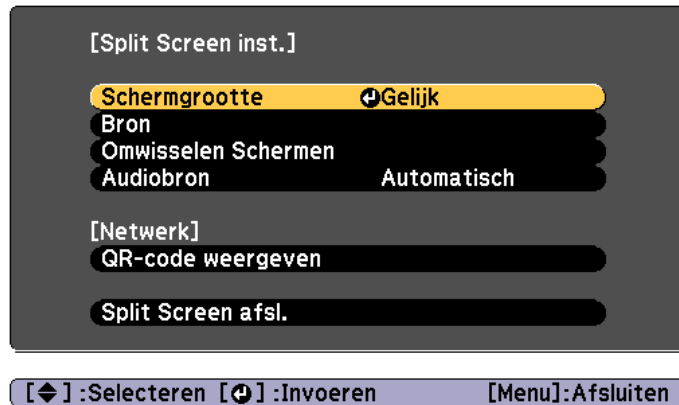 [Split Screen inst.]
Schermgrootte Gelijk
Bron
Omwisselen Schermen
Audiobron Automatisch
[Netwerk]
QR-code weergeven
Split Screen afsl.
[◆] :Selecteren [⏎] :Invoeren [Menu]:Afsluiten